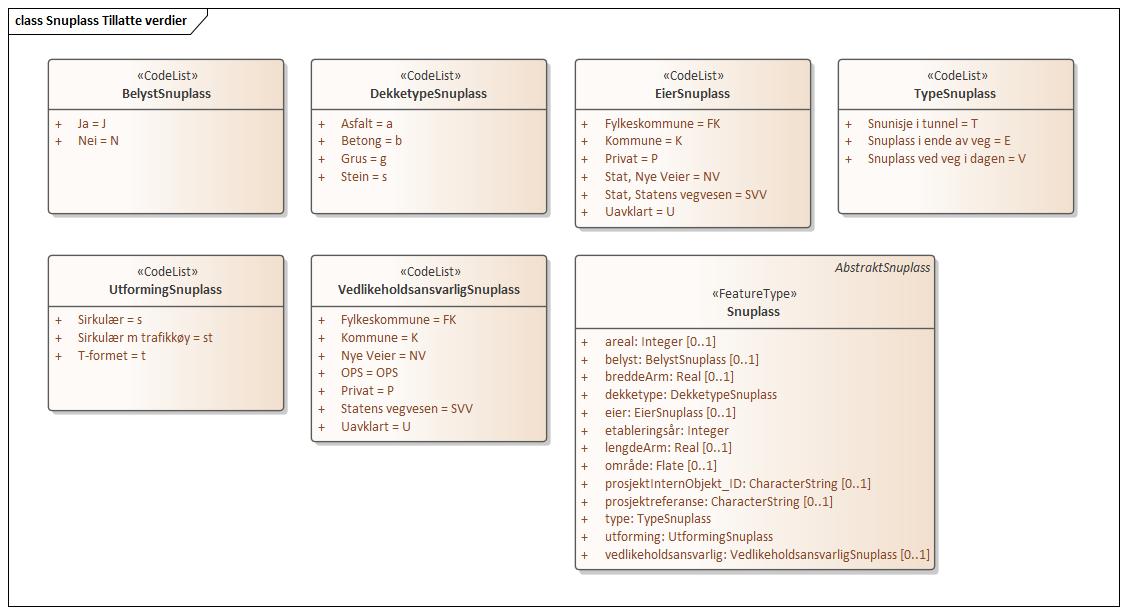 class Snuplass Tillatte verdier
«CodeList»
BelystSnuplass
+ Ja = J
+ Nei = N
«CodeList»
DekketypeSnuplass
+ Asfalt = a
+ Betong = b
+ Grus = g
+ Stein = s
«CodeList»
EierSnuplass
+ Fylkeskommune = FK
+ Kommune = K
+ Privat = P
+ Stat, Nye Veier = NV
+ Stat, Statens vegvesen = SVV
+ Uavklart = U
«CodeList»
TypeSnuplass
+ Snunisje i tunnel = T
+ Snuplass i ende av veg = E
+ Snuplass ved veg i dagen = V
«CodeList»
UtformingSnuplass
+ Sirkulær = s
+ Sirkulær m trafikkøy = st
+ T-formet = t
«CodeList»
VedlikeholdsansvarligSnuplass
+ Fylkeskommune = FK
+ Kommune = K
+ Nye Veier = NV
+ OPS = OPS
+ Privat = P
+ Statens vegvesen = SVV
+ Uavklart = U
AbstraktSnuplass
«FeatureType»
Snuplass
+ areal: Integer [0..1]
+ belyst: BelystSnuplass [0..1]
+ breddeArm: Real [0..1]
+ dekketype: DekketypeSnuplass
+ eier: EierSnuplass [0..1]
+ etableringsår: Integer
+ lengdeArm: Real [0..1]
+ område: Flate [0..1]
+ prosjektInternObjekt_ID: CharacterString [0..1]
+ prosjektreferanse: CharacterString [0..1]
+ type: TypeSnuplass
+ utforming: UtformingSnuplass
+ vedlikeholdsansvarlig: VedlikeholdsansvarligSnuplass [0..1]